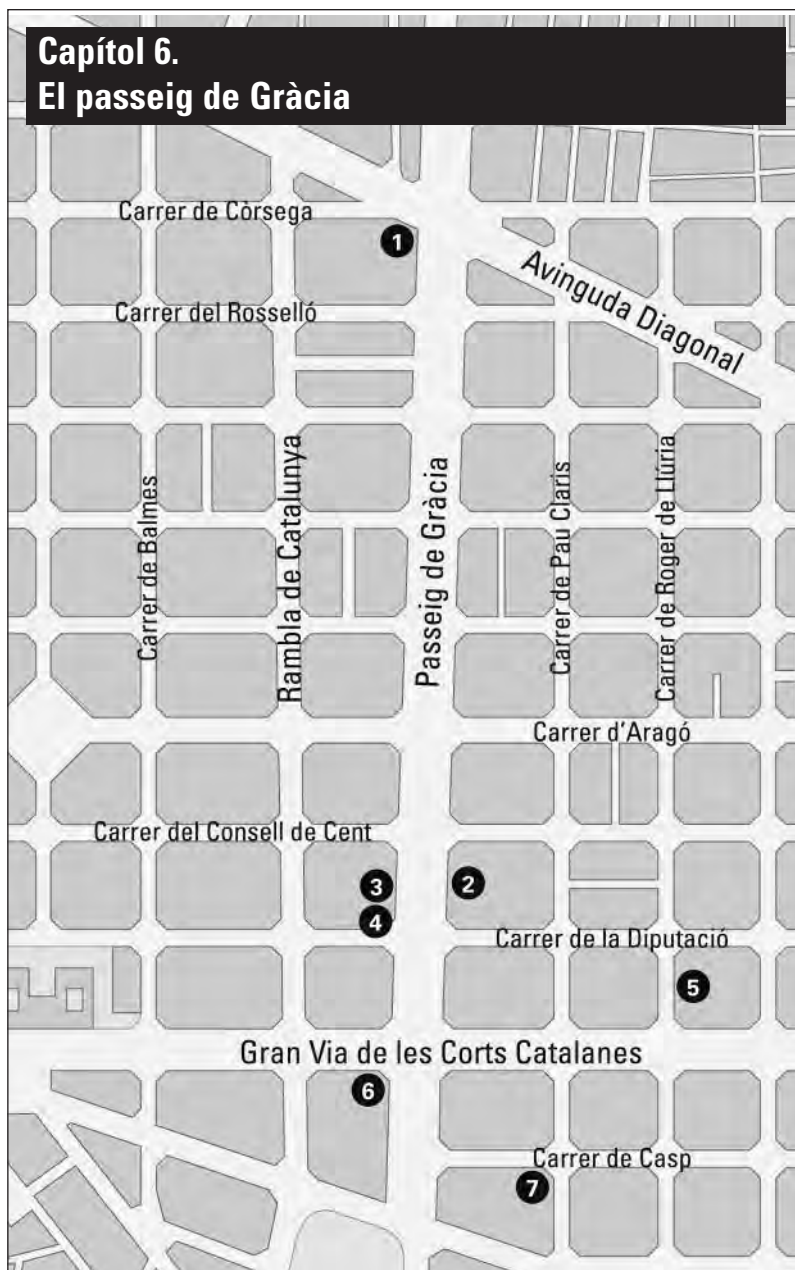 Capítol 6.
El passeig de Gràcia
Carrer de Còrsega
1
Avinguda Diagonal
Carrer del Rosselló
Carrer de Balmes
Rambla de Catalunya
Passeig de Gràcia
Carrer de Pau Claris
Carrer de Roger de Llúria
Carrer d'Aragó
Carrer del Consell de Cent
3
2
4
Carrer de la Diputació
5
Gran Via de les Corts Catalanes
6
Carrer de Casp
7